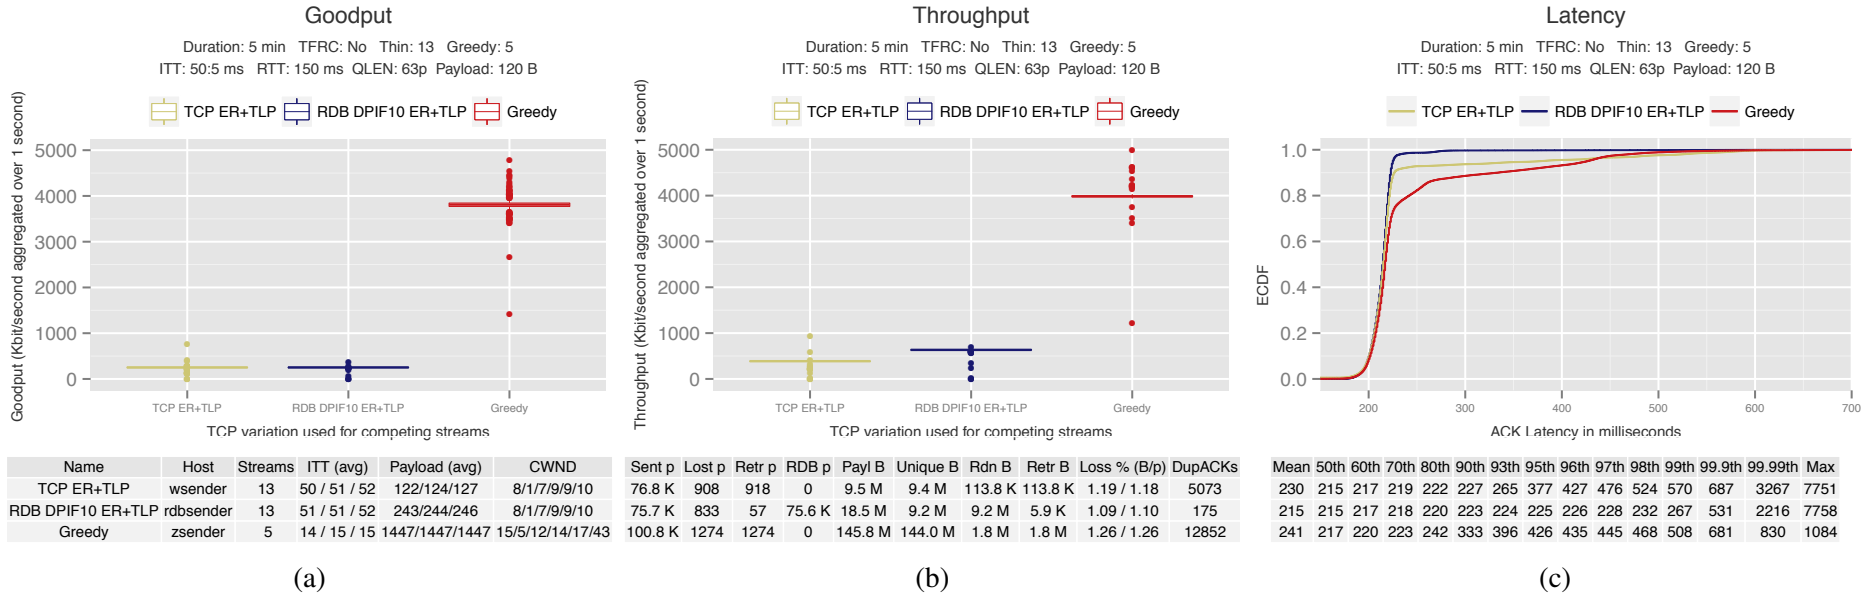 Goodput
Duration: 5 min TFRC: No Thin: 13 Greedy: 5
ITT: 50:5 ms RTT: 150 ms QLEN: 63p Payload: 120 B
TCP ER+TLP RDB DPIF10 ER+TLP Greedy
Goodput (Kbit/second aggregated over 1 second)
5000
4000
3000
2000
1000
0
TCP ER+TLP RDB DPIF10 ER+TLP Greedy
TCP variation used for competing streams
Name Host Streams ITT (avg) Payload (avg) CWND
TCP ER+TLP wsender 13 50 / 51 / 52 122/124/127 8/1/7/9/9/10
RDB DPIF10 ER+TLP rdbsender 13 51 / 51 / 52 243/244/246 8/1/7/9/9/10
Greedy zsender 5 14 / 15 / 15 1447/1447/1447 15/5/12/14/17/43
(a)
Throughput
Duration: 5 min TFRC: No Thin: 13 Greedy: 5
ITT: 50:5 ms RTT: 150 ms QLEN: 63p Payload: 120 B
TCP ER+TLP RDB DPIF10 ER+TLP Greedy
Throughput (Kbit/second aggregated over 1 second)
5000
4000
3000
2000
1000
0
TCP ER+TLP RDB DPIF10 ER+TLP Greedy
TCP variation used for competing streams
Sent p Lost p Retr p RDB p Payl B Unique B Rdn B Retr B Loss % (B/p) DupACKs
76.8 K 908 918 0 9.5 M 9.4 M 113.8 K 113.8 K 1.19 / 1.18 5073
75.7 K 833 57 75.6 K 18.5 M 9.2 M 9.2 M 5.9 K 1.09 / 1.10 175
100.8 K 1274 1274 0 145.8 M 144.0 M 1.8 M 1.8 M 1.26 / 1.26 12852
(b)
Latency
Duration: 5 min TFRC: No Thin: 13 Greedy: 5
ITT: 50:5 ms RTT: 150 ms QLEN: 63p Payload: 120 B
TCP ER+TLP RDB DPIF10 ER+TLP Greedy
ECDF
1.0
0.8
0.6
0.4
0.2
0.0
200 300 400 500 600 700
ACK Latency in milliseconds
Mean 50th 60th 70th 80th 90th 93th 95th 96th 97th 98th 99th 99.9th 99.99th Max
230 215 217 219 222 227 265 377 427 476 524 570 687 3267 7751
215 215 217 218 220 223 224 225 226 228 232 267 531 2216 7758
241 217 220 223 242 333 396 426 435 445 468 508 681 830 1084
(c)